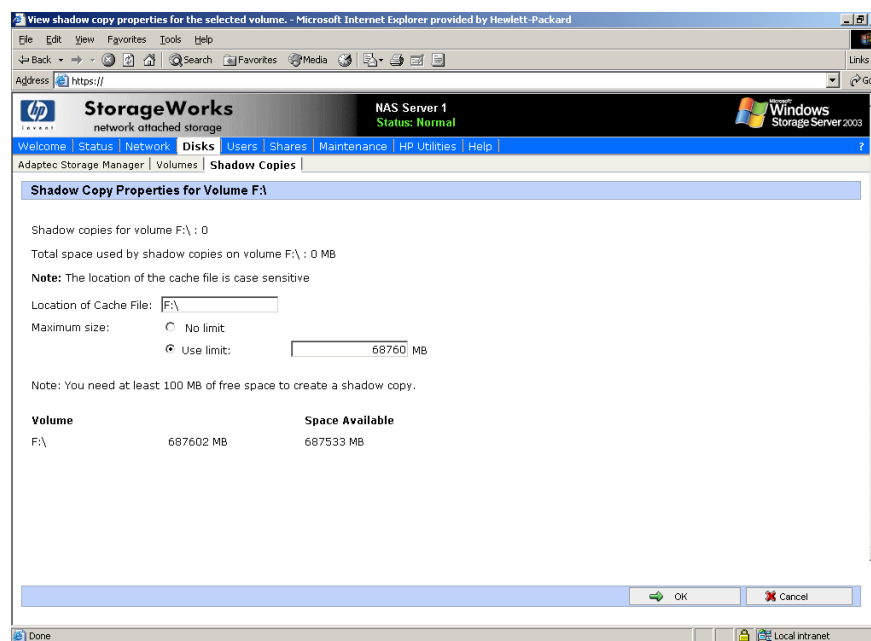 View shadow copy properties for the selected volume. - Microsoft Internet Explorer provided by Hewlett-Packard
File Edit View Favorites Tools Help
Back Search Favorites Media Links
Address https://
hp invent StorageWorks network attached storage
NAS Server 1
Status: Normal
Microsoft Windows Storage Server 2003
Welcome | Status | Network | Disks | Users | Shares | Maintenance | HP Utilities | Help | ?
Adaptec Storage Manager | Volumes | Shadow Copies |
Shadow Copy Properties for Volume F:\
Shadow copies for volume F:\ : 0
Total space used by shadow copies on volume F:\ : 0 MB
Note: The location of the cache file is case sensitive
Location of Cache File: F:\
Maximum size: No limit
Use limit: 68760 MB
Note: You need at least 100 MB of free space to create a shadow copy.
Volume Space Available
F:\ 687602 MB 687533 MB
OK Cancel
Done Local intranet